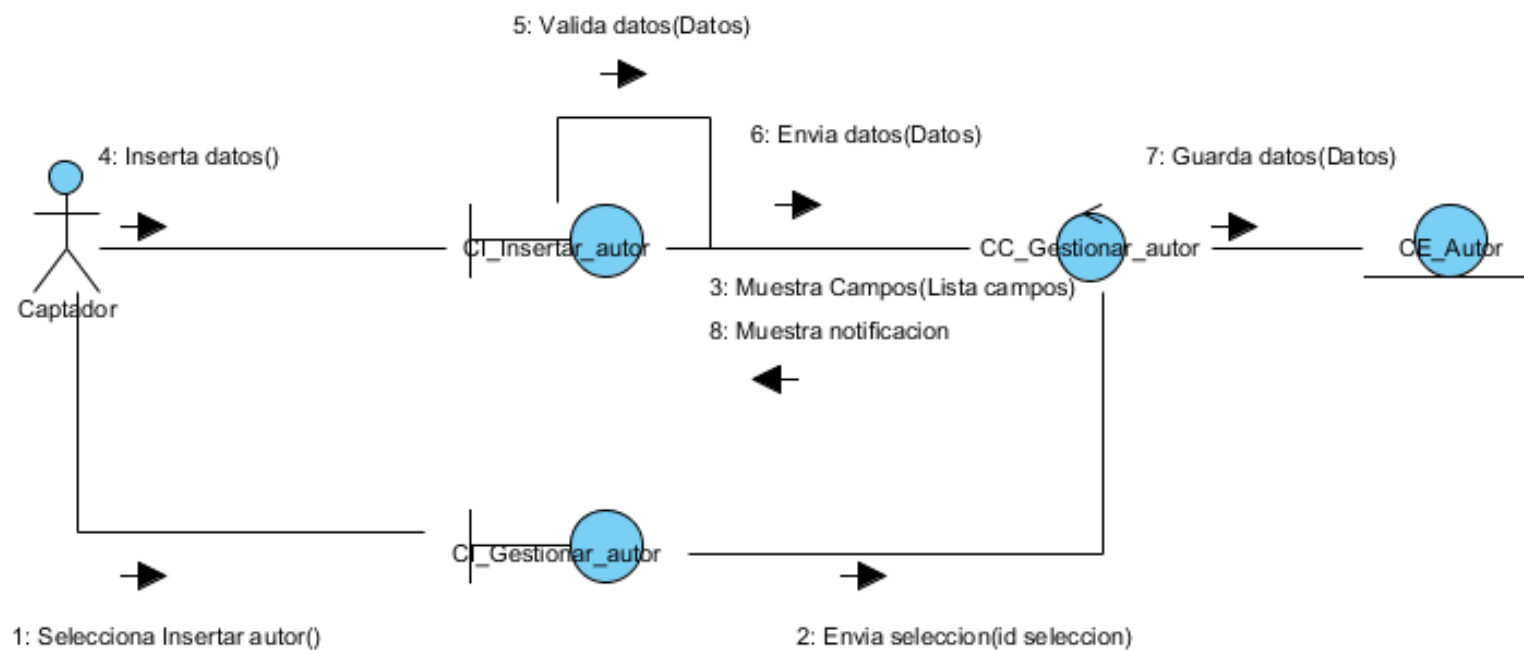 5: Valida datos(Datos)
6: Envia datos(Datos)
4: Inserta datos()
7: Guarda datos(Datos)
CI_Insertar_autor
CC_Gestionar_autor
CE_Autor
3: Muestra Campos(Lista campos)
Captador
8: Muestra notificacion
CI_Gestionar_autor
1: Selecciona Insertar autor()
2: Envia seleccion(id seleccion)